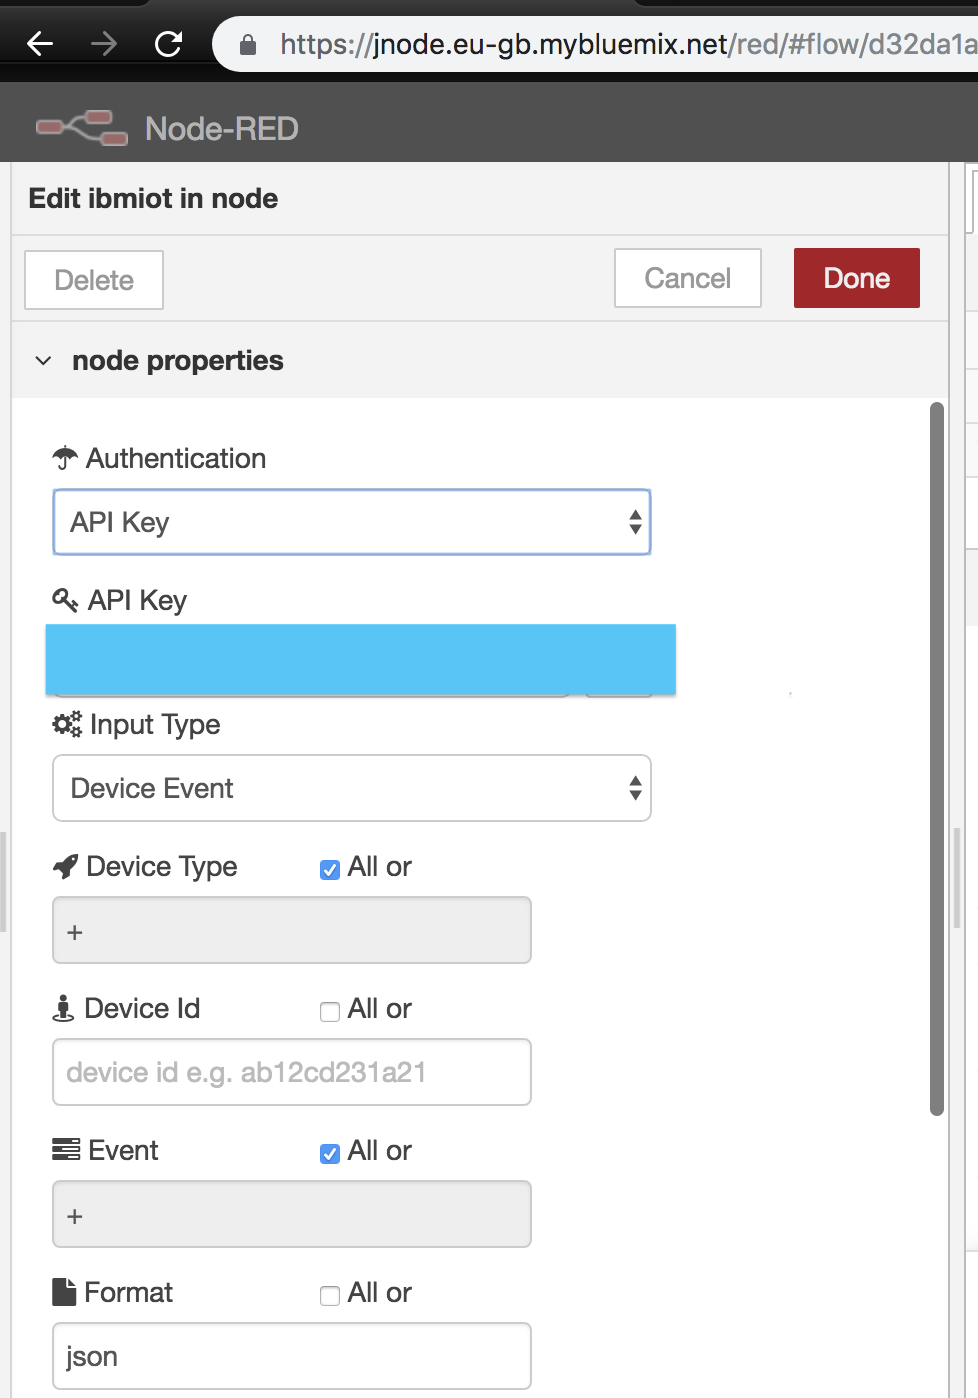 https://jnode.eu-gb.mybluemix.net/red/#flow/d32da1a
Node-RED
Edit ibmiot in node
Delete
Cancel
Done
node properties
Authentication
API Key
API Key
Input Type
Device Event
Device Type
All or
+
Device Id
All or
device id e.g. ab12cd231a21
Event
All or
+
Format
All or
json